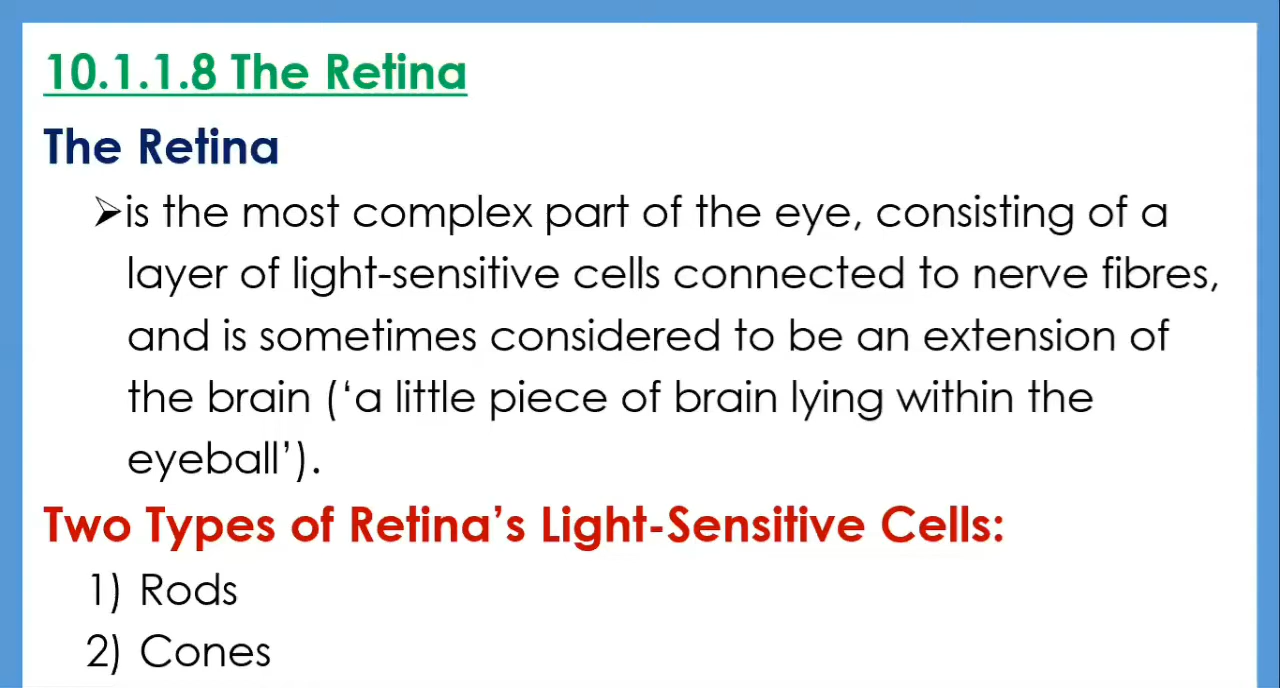 10.1.1.8 The Retina
The Retina
➢is the most complex part of the eye, consisting of a
layer of light-sensitive cells connected to nerve fibres,
and is sometimes considered to be an extension of
the brain (‘a little piece of brain lying within the
eyeball’).
Two Types of Retina’s Light-Sensitive Cells:
1) Rods
2) Cones